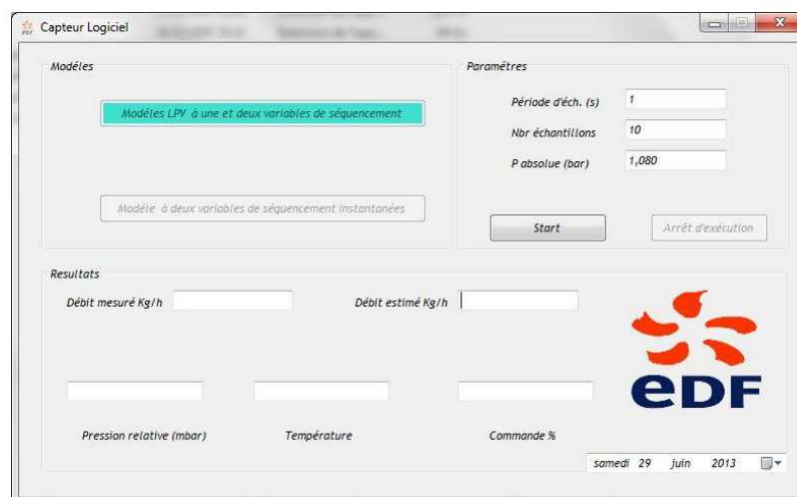 Capteur Logiciel
Modéles
Modéles LPV à une et deux variables de séquencement
Modéle à deux variables de séquencement instantanées
Paramétres
Période d'éch. (s) 1
Nbr échantillons 10
P absolue (bar) 1,080
Start Arrêt d'exécution
Resultats
Débit mesuré Kg/h Débit estimé Kg/h
Pression relative (mbar) Température Commande %
eDF
samedi 29 juin 2013